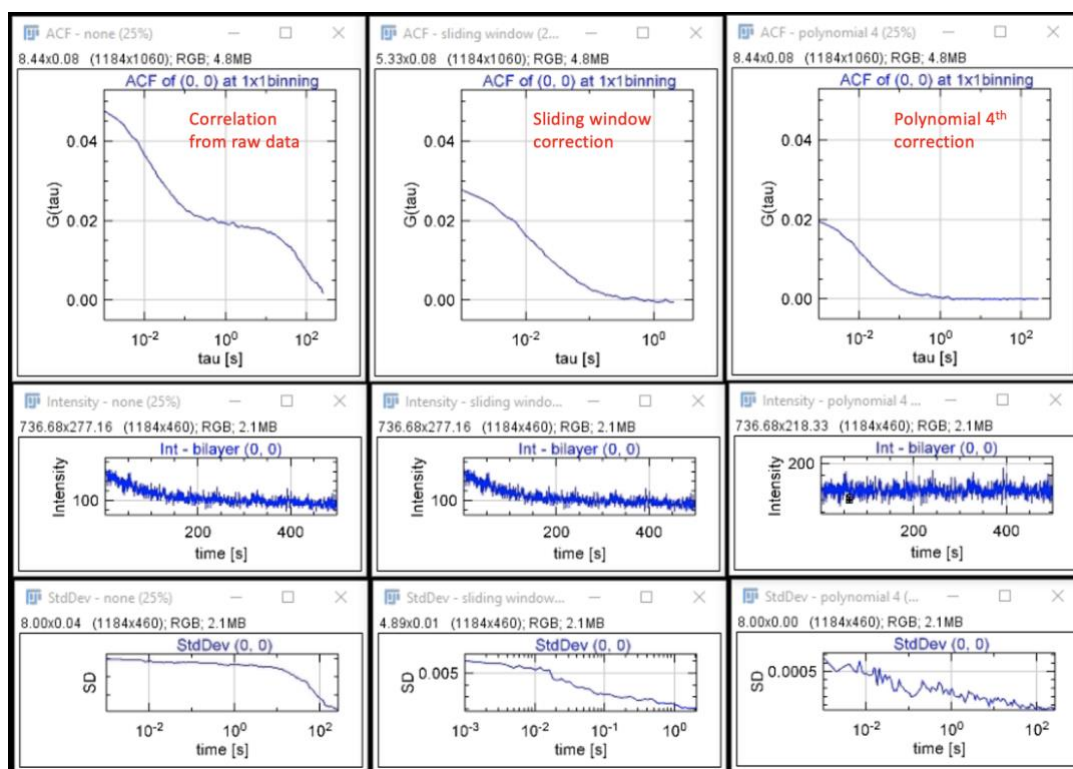 ACF - none (25%)
8.44x0.08 (1184x1060); RGB; 4.8MB
ACF of (0, 0) at 1x1binning
Correlation
from raw data
0.04
0.02
0.00
G(tau)
10-2
100
102
tau [s]
ACF - sliding window (2...
5.33x0.08 (1184x1060); RGB; 4.8MB
ACF of (0, 0) at 1x1binning
Sliding window
correction
0.04
0.02
0.00
G(tau)
10-2
100
tau [s]
ACF - polynomial 4 (25%)
8.44x0.08 (1184x1060); RGB; 4.8MB
ACF of (0, 0) at 1x1binning
Polynomial 4th
correction
0.04
0.02
0.00
G(tau)
10-2
100
102
tau [s]
Intensity - none (25%)
736.68x277.16 (1184x460); RGB; 2.1MB
Int - bilayer (0, 0)
Intensity
100
200
400
time [s]
Intensity - sliding windo...
736.68x277.16 (1184x460); RGB; 2.1MB
Int - bilayer (0, 0)
Intensity
100
200
400
time [s]
Intensity - polynomial 4 ...
736.68x218.33 (1184x460); RGB; 2.1MB
Int - bilayer (0, 0)
200
Intensity
200
400
time [s]
StdDev - none (25%)
8.00x0.04 (1184x460); RGB; 2.1MB
StdDev (0, 0)
SD
10-2
100
102
time [s]
StdDev - sliding window...
4.89x0.01 (1184x460); RGB; 2.1MB
StdDev (0, 0)
0.005
SD
10-3
10-2
10-1
100
time [s]
StdDev - polynomial 4 (...
8.00x0.00 (1184x460); RGB; 2.1MB
StdDev (0, 0)
0.0005
SD
10-2
100
102
time [s]